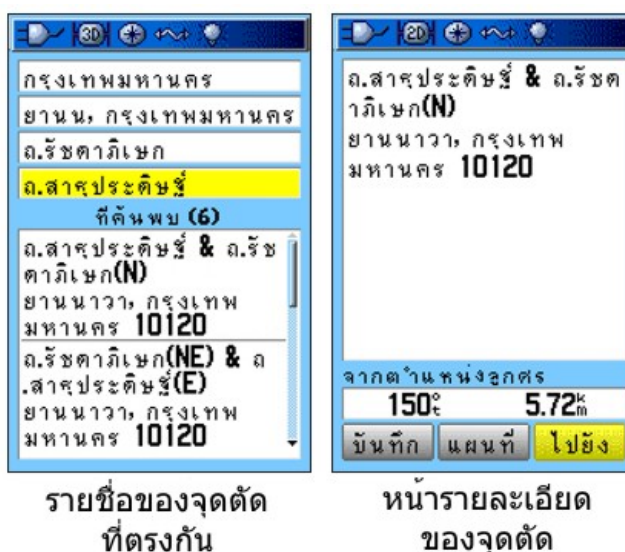 3D
กรุงเทพมหานคร
ยานน, กรุงเทพมหานคร
ถ.รัชดาภิเษก
ถ.สาธุประดิษฐ์
ที่ค้นพบ (6)
ถ.สาธุประดิษฐ์ & ถ.รัช
ดาภิเษก(N)
ยานนาวา, กรุงเทพ
มหานคร 10120
ถ.รัชดาภิเษก(NE) & ถ
.สาธุประดิษฐ์(E)
ยานนาวา, กรุงเทพ
มหานคร 10120
รายชื่อของจุดตัด
ที่ตรงกัน
2D
ถ.สาธุประดิษฐ์ & ถ.รัชด
าภิเษก(N)
ยานนาวา, กรุงเทพ
มหานคร 10120
จากตำแหน่งลูกศร
150°t 5.72km
บันทึก แผนที่ ไปยัง
หน้ารายละเอียด
ของจุดตัด